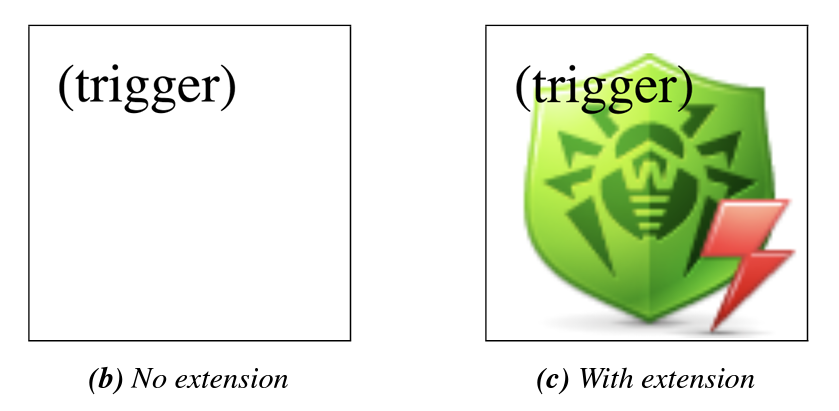 (trigger)
(trigger)
(b) No extension
(c) With extension